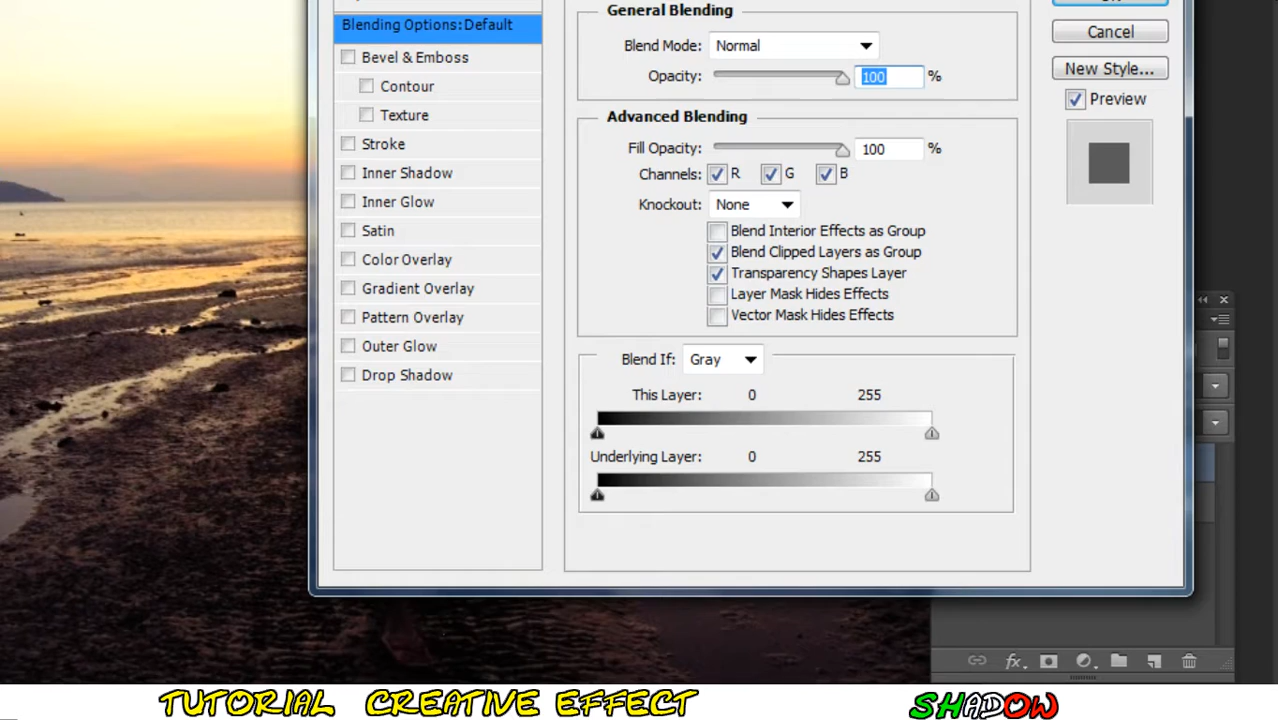 General Blending
Blending Options: Default
Blend Mode: Normal
Opacity: 100 %
Cancel
New Style...
Preview
Bevel & Emboss
Contour
Texture
Stroke
Inner Shadow
Inner Glow
Satin
Color Overlay
Gradient Overlay
Pattern Overlay
Outer Glow
Drop Shadow
Advanced Blending
Fill Opacity: 100 %
Channels: R G B
Knockout: None
Blend Interior Effects as Group
Blend Clipped Layers as Group
Transparency Shapes Layer
Layer Mask Hides Effects
Vector Mask Hides Effects
Blend If: Gray
This Layer: 0 255
Underlying Layer: 0 255
fx
TUTORIAL CREATIVE EFFECT SHADOW